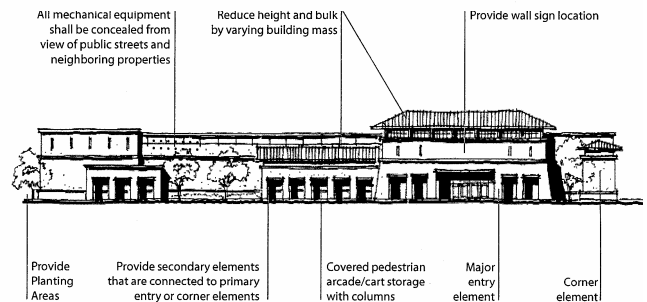 All mechanical equipment
shall be concealed from
view of public streets and
neighboring properties
Reduce height and bulk
by varying building mass
Provide wall sign location
Provide
Planting
Areas
Provide secondary elements
that are connected to primary
entry or corner elements
Covered pedestrian
arcade/cart storage
with columns
Major
entry
element
Corner
element